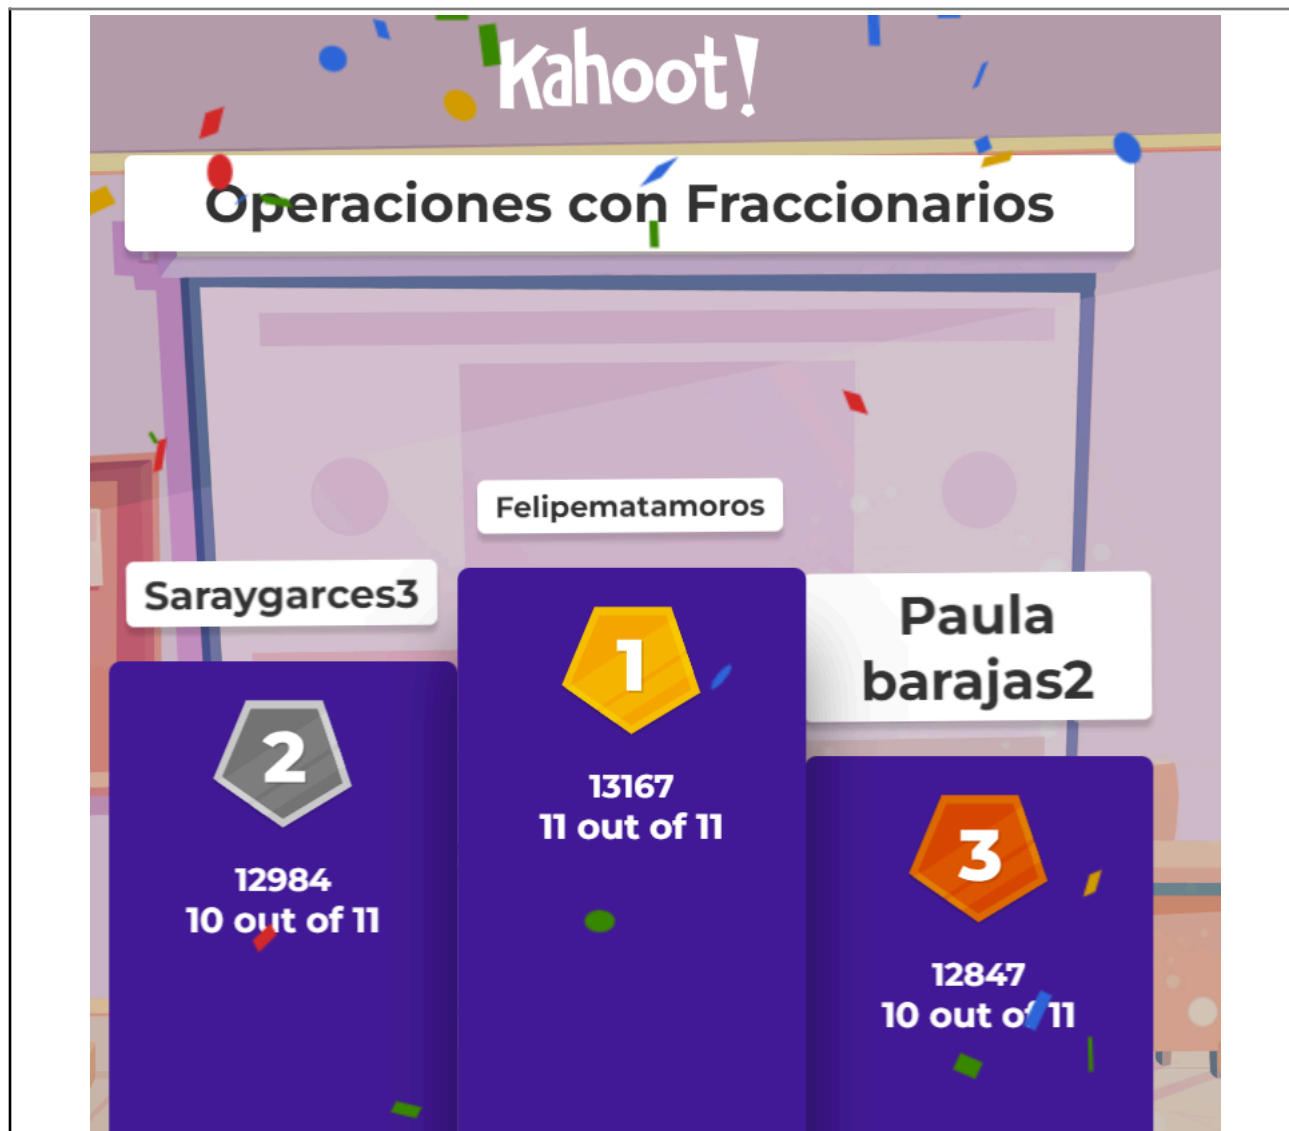 Kahoot!
Operaciones con Fraccionarios
Felipematamoros
Saraygarces3
Paula
barajas2
1
13167
11 out of 11
2
12984
10 out of 11
3
12847
10 out of 11